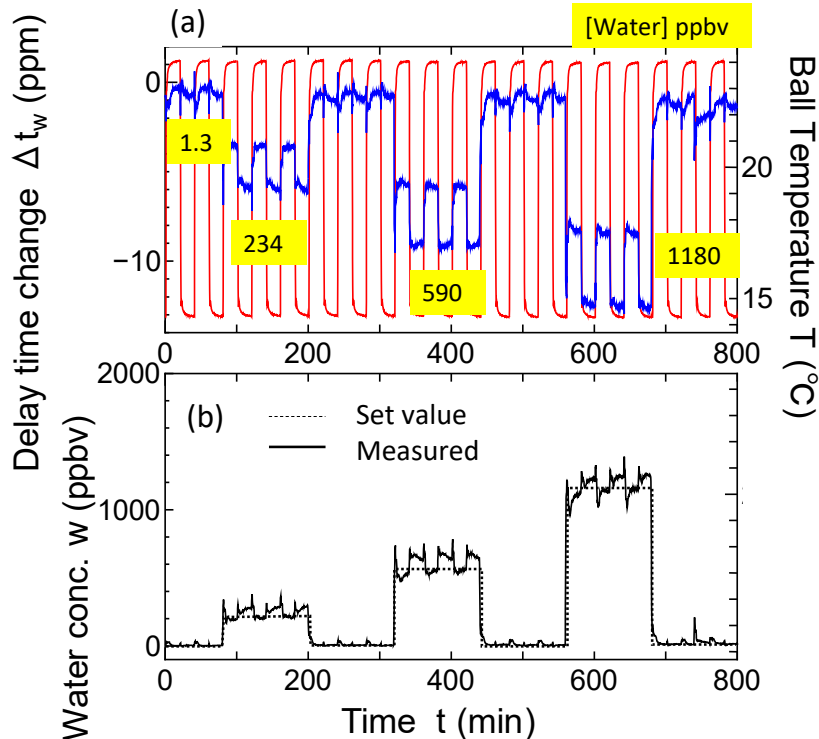 (a)
[Water] ppbv
Delay time change Δt_w (ppm)
0
−10
1.3
234
590
1180
20
15
Ball Temperature T (℃)
0
200
400
600
800
(b)
Set value
Measured
Water conc. w (ppbv)
2000
1000
0
0
200
400
600
800
Time t (min)